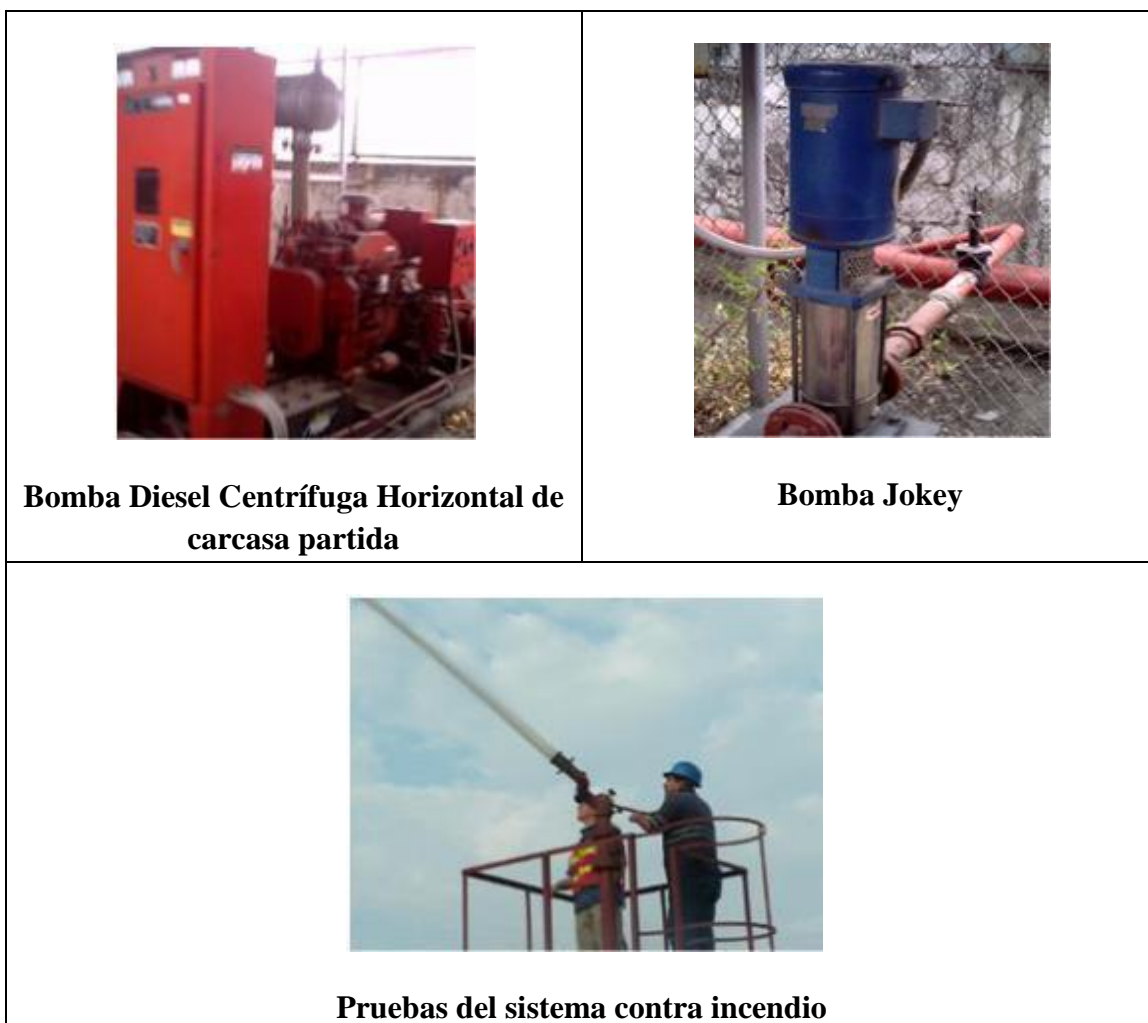 Bomba Diesel Centrífuga Horizontal de
carcasa partida
Bomba Jokey
Pruebas del sistema contra incendio